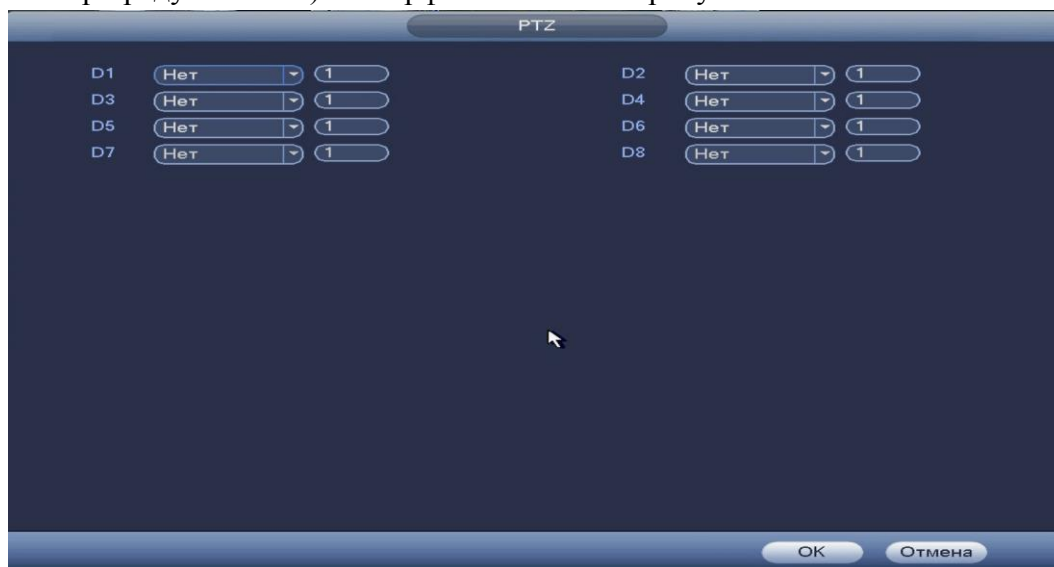 PTZ
D1 Нет 1 D2 Нет 1
D3 Нет 1 D4 Нет 1
D5 Нет 1 D6 Нет 1
D7 Нет 1 D8 Нет 1
OK Отмена